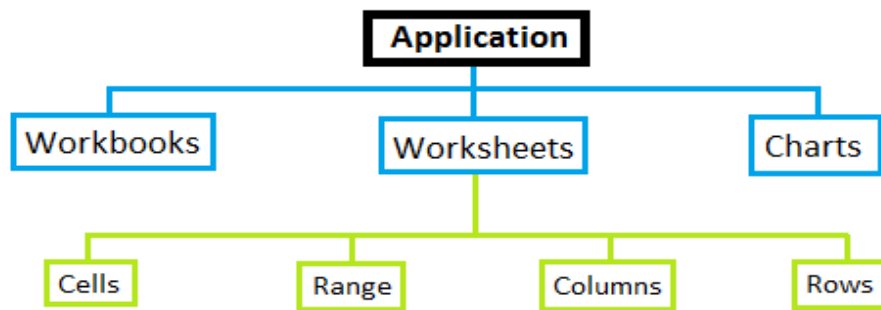 Application
Workbooks
Worksheets
Charts
Cells
Range
Columns
Rows